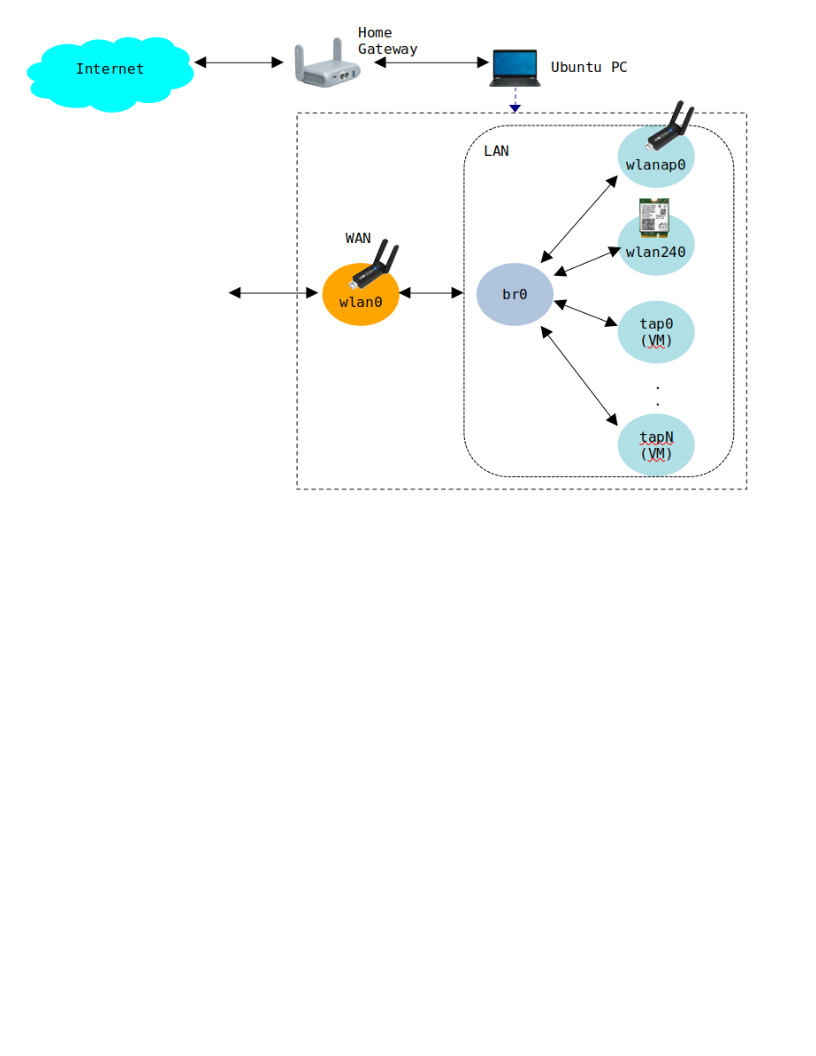 Home
Gateway
Internet
Ubuntu PC
LAN
wlanap0
WAN
wlan240
wlan0
br0
tap0
(VM)
.
.
tapN
(VM)